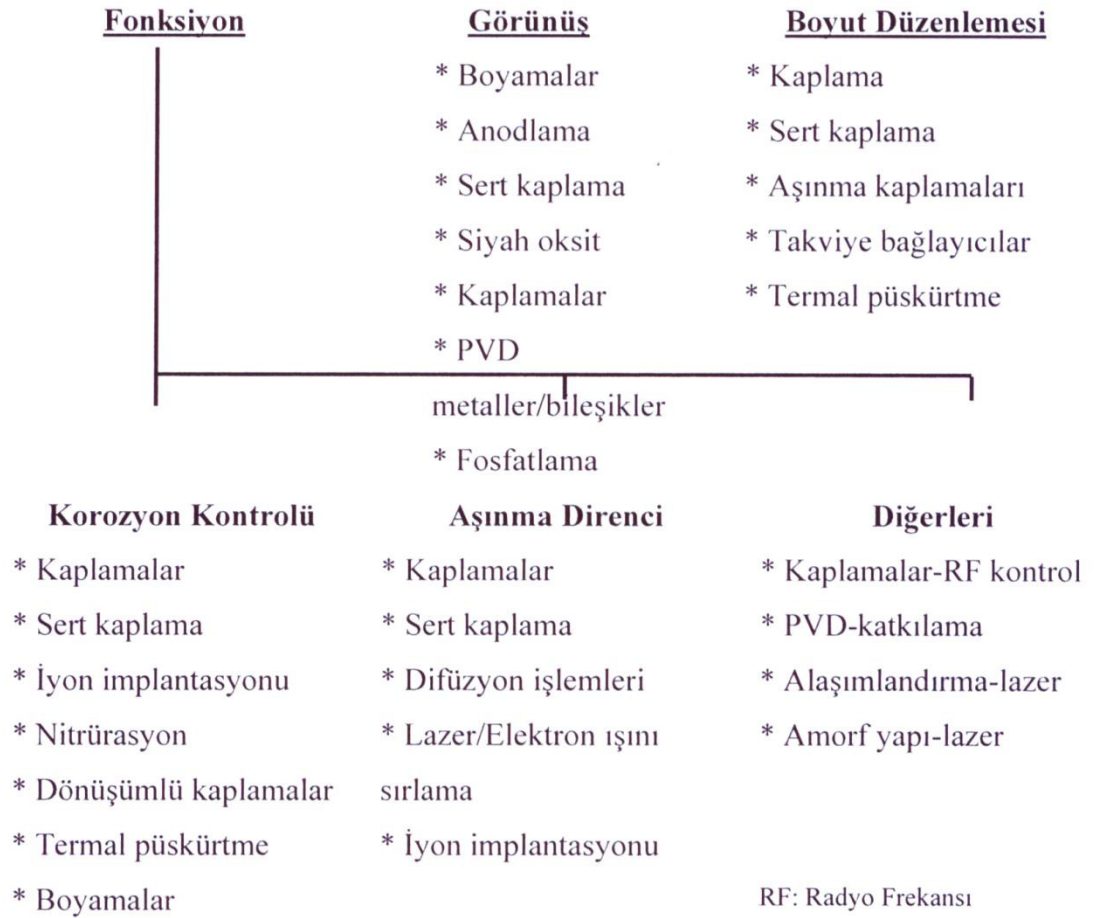 Fonksiyon
Görünüş
* Boyamalar
* Anodlama
* Sert kaplama
* Siyah oksit
* Kaplamalar
* PVD
metaller/bileşikler
* Fosfatlama
Boyut Düzenlemesi
* Kaplama
* Sert kaplama
* Aşınma kaplamaları
* Takviye bağlayıcılar
* Termal püskürtme
Korozyon Kontrolü
* Kaplamalar
* Sert kaplama
* İyon implantasyonu
* Nitrürasyon
* Dönüşümlü kaplamalar
* Termal püskürtme
* Boyamalar
Aşınma Direnci
* Kaplamalar
* Sert kaplama
* Difüzyon işlemleri
* Lazer/Elektron ışını
sırlama
* İyon implantasyonu
Diğerleri
* Kaplamalar-RF kontrol
* PVD-katkılama
* Alaşımlandırma-lazer
* Amorf yapı-lazer
RF: Radyo Frekansı